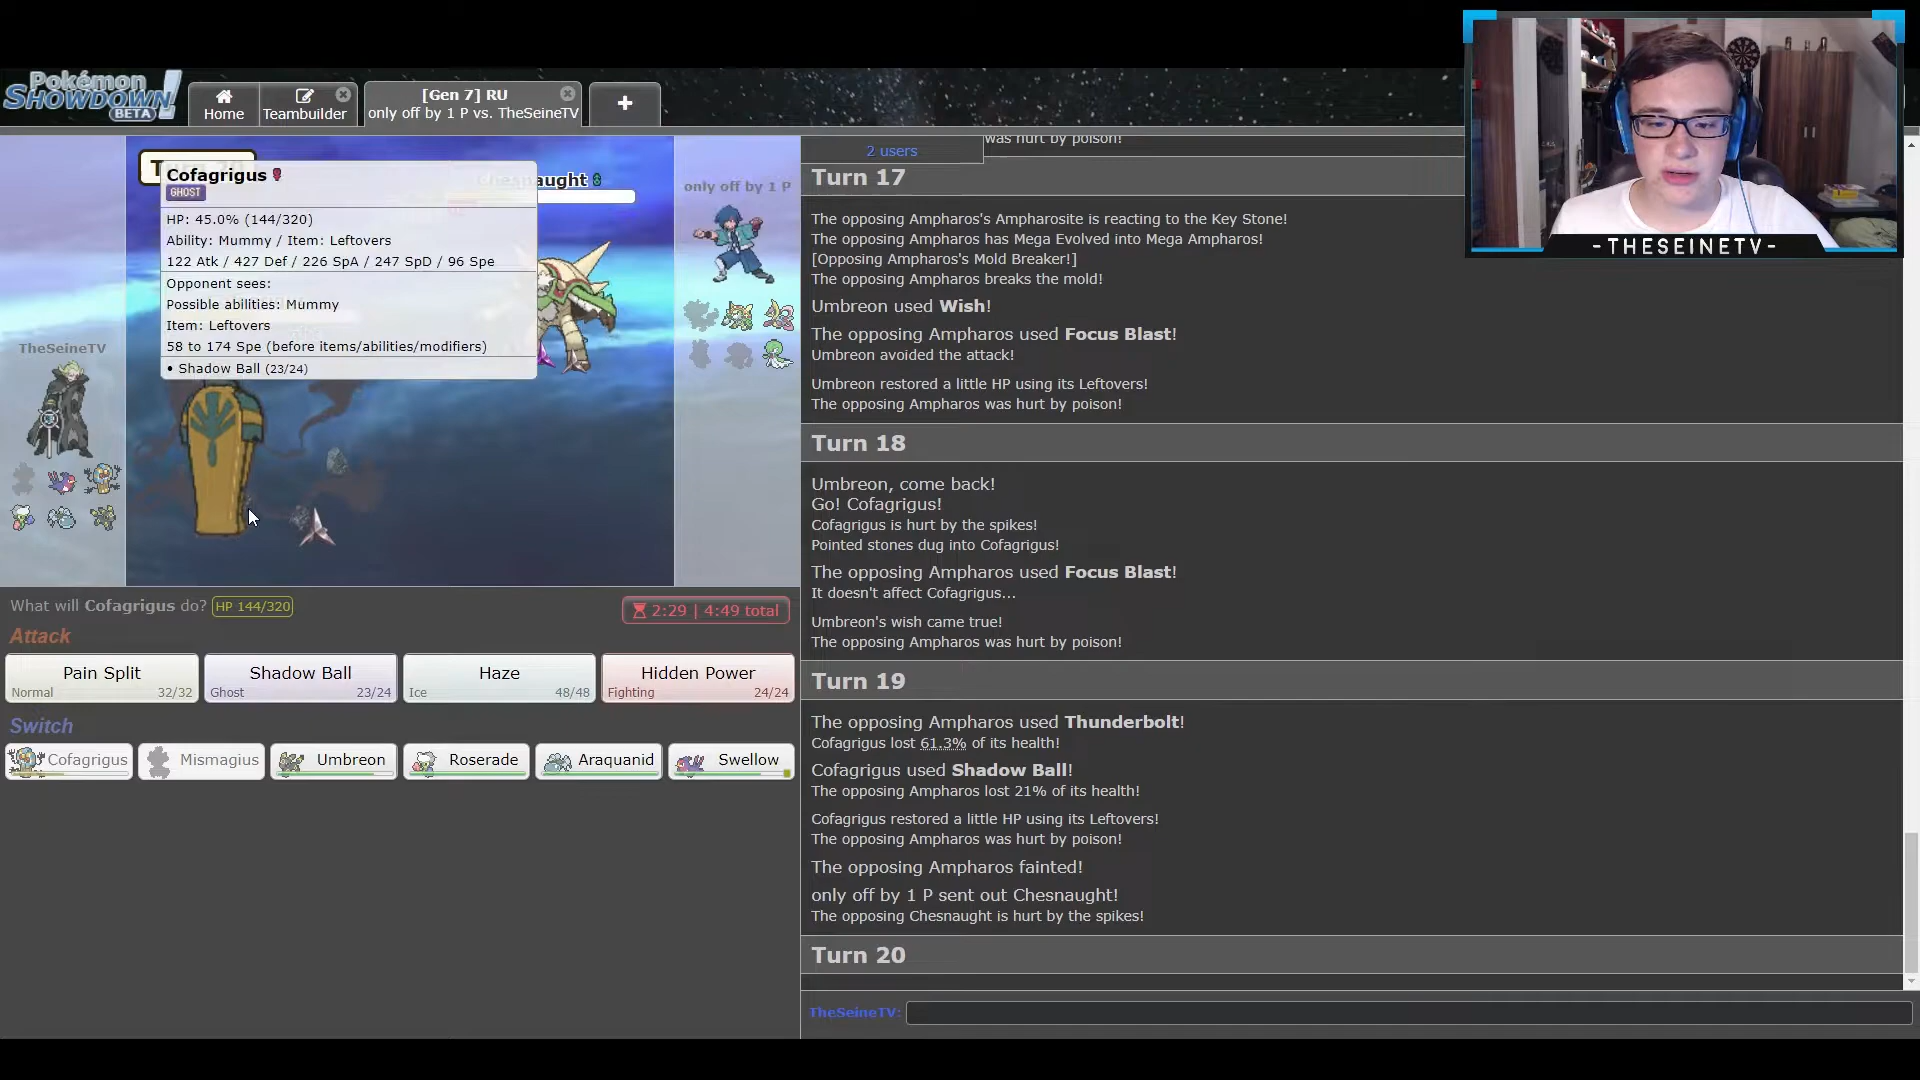 Pokémon
SHOWDOWN!
BETA
Home
Teambuilder
[Gen 7] RU
only off by 1 P vs. TheSeineTV
+
-THESEINETV-
Cofagrigus
GHOST
HP: 45.0% (144/320)
Ability: Mummy / Item: Leftovers
122 Atk / 427 Def / 226 SpA / 247 SpD / 96 Spe
Opponent sees:
Possible abilities: Mummy
Item: Leftovers
58 to 174 Spe (before items/abilities/modifiers)
• Shadow Ball (23/24)
only off by 1 P
TheSeineTV
What will Cofagrigus do? HP 144/320
2:29 | 4:49 total
Attack
Pain Split
Normal 32/32
Shadow Ball
Ghost 23/24
Haze
Ice 48/48
Hidden Power
Fighting 24/24
Switch
Cofagrigus
Mismagius
Umbreon
Roserade
Araquanid
Swellow
2 users
was hurt by poison!
Turn 17
The opposing Ampharos's Ampharosite is reacting to the Key Stone!
The opposing Ampharos has Mega Evolved into Mega Ampharos!
[Opposing Ampharos's Mold Breaker!]
The opposing Ampharos breaks the mold!
Umbreon used Wish!
The opposing Ampharos used Focus Blast!
Umbreon avoided the attack!
Umbreon restored a little HP using its Leftovers!
The opposing Ampharos was hurt by poison!
Turn 18
Umbreon, come back!
Go! Cofagrigus!
Cofagrigus is hurt by the spikes!
Pointed stones dug into Cofagrigus!
The opposing Ampharos used Focus Blast!
It doesn't affect Cofagrigus...
Umbreon's wish came true!
The opposing Ampharos was hurt by poison!
Turn 19
The opposing Ampharos used Thunderbolt!
Cofagrigus lost 61.3% of its health!
Cofagrigus used Shadow Ball!
The opposing Ampharos lost 21% of its health!
Cofagrigus restored a little HP using its Leftovers!
The opposing Ampharos was hurt by poison!
The opposing Ampharos fainted!
only off by 1 P sent out Chesnaught!
The opposing Chesnaught is hurt by the spikes!
Turn 20
TheSeineTV: